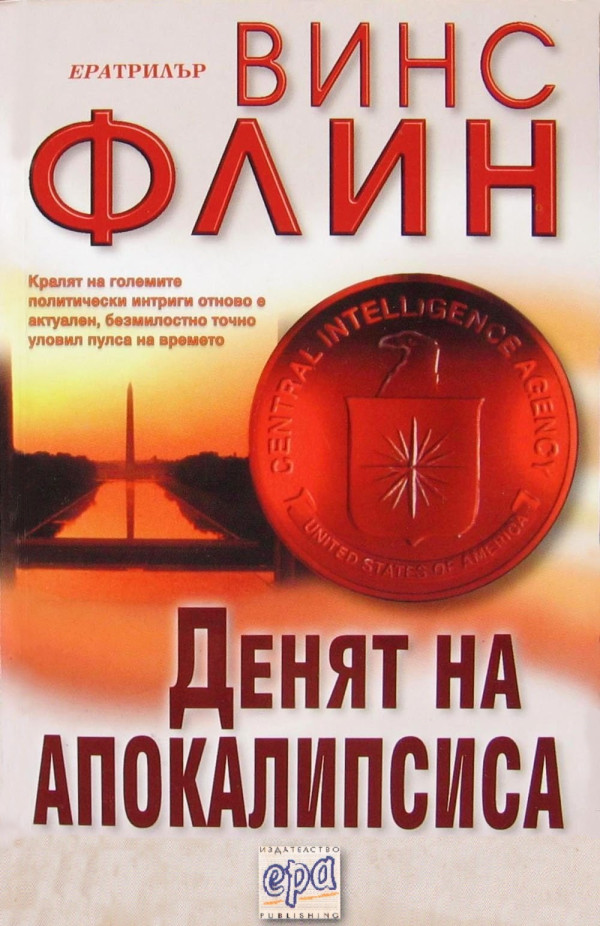 ЕРАТРИЛЪР
ВИНС
ФЛИН
Кралят на големите
политически интриги отново е
актуален, безмилостно точно
уловил пулса на времето
CENTRAL INTELLIGENCE AGENCY
UNITED STATES OF AMERICA
ДЕНЯТ НА
АПОКАЛИПСИСА
ИЗДАТЕЛСТВО
ера
PUBLISHING